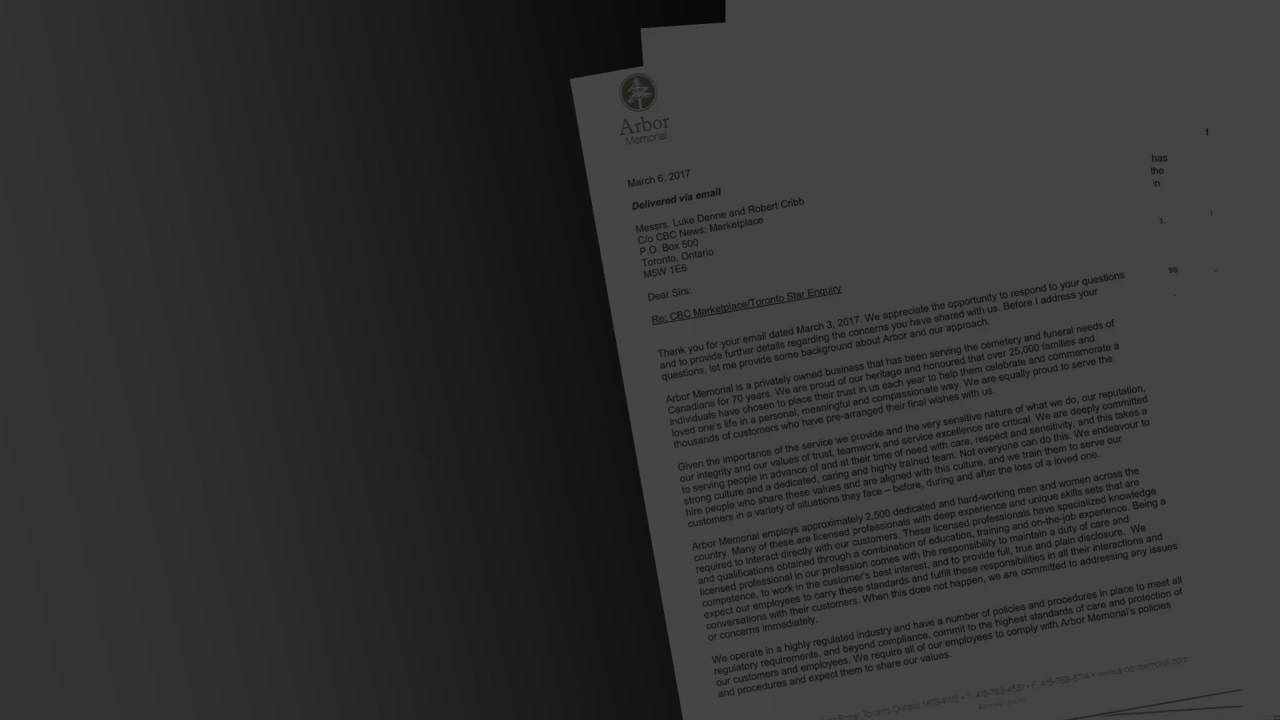 Arbor
Memorial
March 6, 2017
Delivered via email
Messrs. Luke Denne and Robert Cribb
C/o CBC News: Marketplace
P.O. Box 500
Toronto, Ontario
M5W 1E6
Dear Sirs:
Re: CBC Marketplace/Toronto Star Enquiry
Thank you for your email dated March 3, 2017. We appreciate the opportunity to respond to your questions
and to provide further details regarding the concerns you have shared with us. Before I address your
questions, let me provide some background about Arbor and our approach.
Arbor Memorial is a privately owned business that has been serving the cemetery and funeral needs of
Canadians for 70 years. We are proud of our heritage and honoured that over 25,000 families and
individuals have chosen to place their trust in us each year to help them celebrate and commemorate a
loved one's life in a personal, meaningful and compassionate way. We are equally proud to serve the
thousands of customers who have pre-arranged their final wishes with us.
Given the importance of the service we provide and the very sensitive nature of what we do, our reputation,
our integrity and our values of trust, teamwork and service excellence are critical. We are deeply committed
to serving people in advance of and at their time of need with care, respect and sensitivity, and this takes a
strong culture and a dedicated, caring and highly trained team. Not everyone can do this. We endeavour to
hire people who share these values and are aligned with this culture, and we train them to serve our
customers in a variety of situations they face – before, during and after the loss of a loved one.
Arbor Memorial employs approximately 2,500 dedicated and hard-working men and women across the
country. Many of these are licensed professionals with deep experience and unique skills sets that are
required to interact directly with our customers. These licensed professionals have specialized knowledge
and qualifications obtained through a combination of education, training and on-the-job experience. Being a
licensed professional in our profession comes with the responsibility to maintain a duty of care and
competence, to work in the customer's best interest, and to provide full, true and plain disclosure. We
expect our employees to carry these standards and fulfill these responsibilities in all their interactions and
conversations with their customers. When this does not happen, we are committed to addressing any issues
or concerns immediately.
We operate in a highly regulated industry and have a number of policies and procedures in place to meet all
regulatory requirements, and beyond compliance, commit to the highest standards of care and protection of
our customers and employees. We require all of our employees to comply with Arbor Memorial's policies
and procedures and expect them to share our values.
Toronto Ontario M6S 4W8 • • www.arbormemorial.com
f
has
the
in